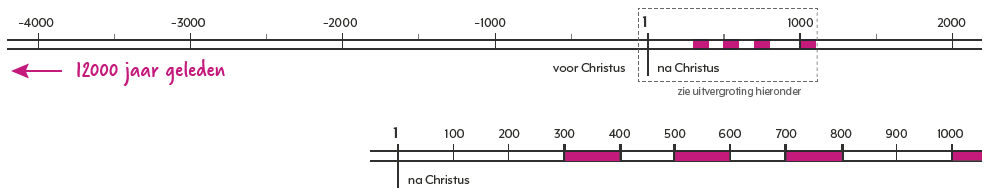 -4000 -3000 -2000 -1000 1 1000 2000
12000 jaar geleden
voor Christus na Christus
zie uitvergroting hieronder
1 100 200 300 400 500 600 700 800 900 1000
na Christus